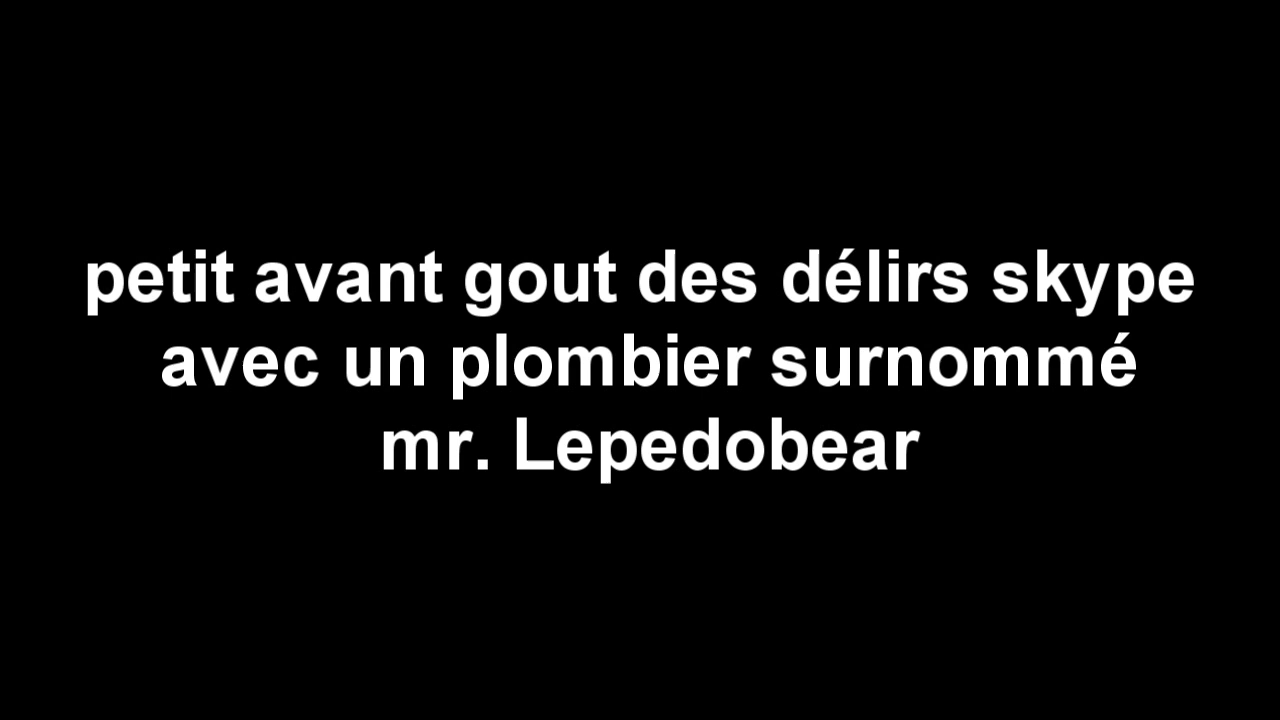 petit avant gout des délirs skype
avec un plombier surnommé
mr. Lepedobear